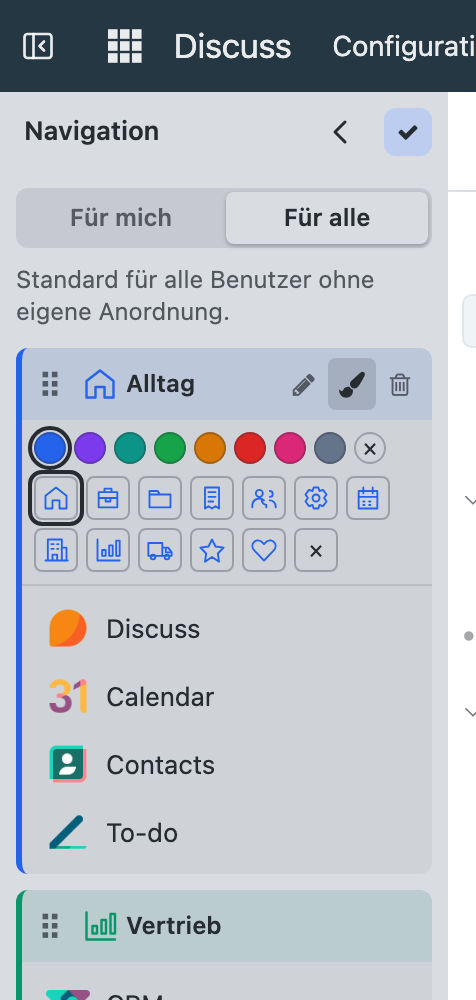 Discuss
Configurati
Navigation
Für mich
Für alle
Standard für alle Benutzer ohne
eigene Anordnung.
Alltag
Discuss
31 Calendar
Contacts
To-do
Vertrieb
CRM